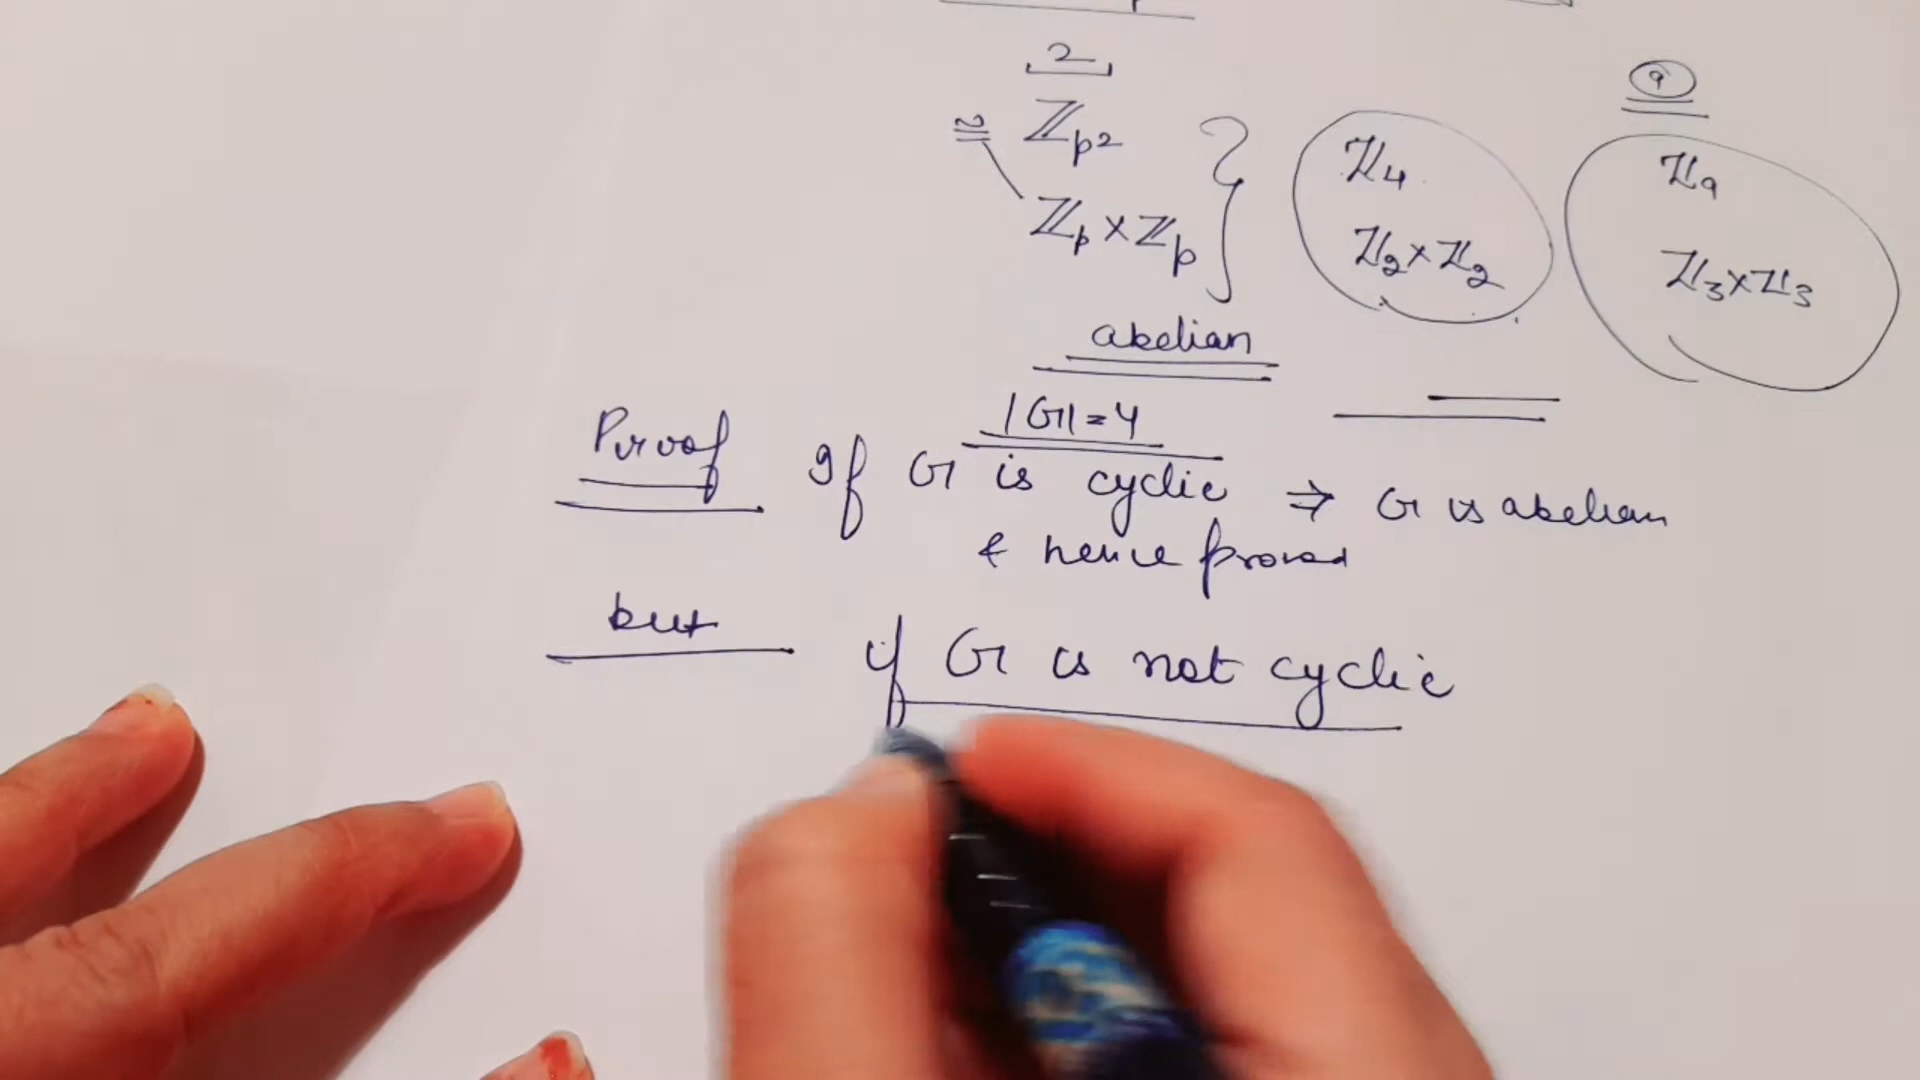 2
≅ ℤp²
ℤp × ℤp
ℤ4
ℤ2×ℤ2
9
ℤ9
ℤ3×ℤ3
abelian
|G|=4
Proof If G is cyclic ⇒ G is abelian
& hence proved
but if G is not cyclic